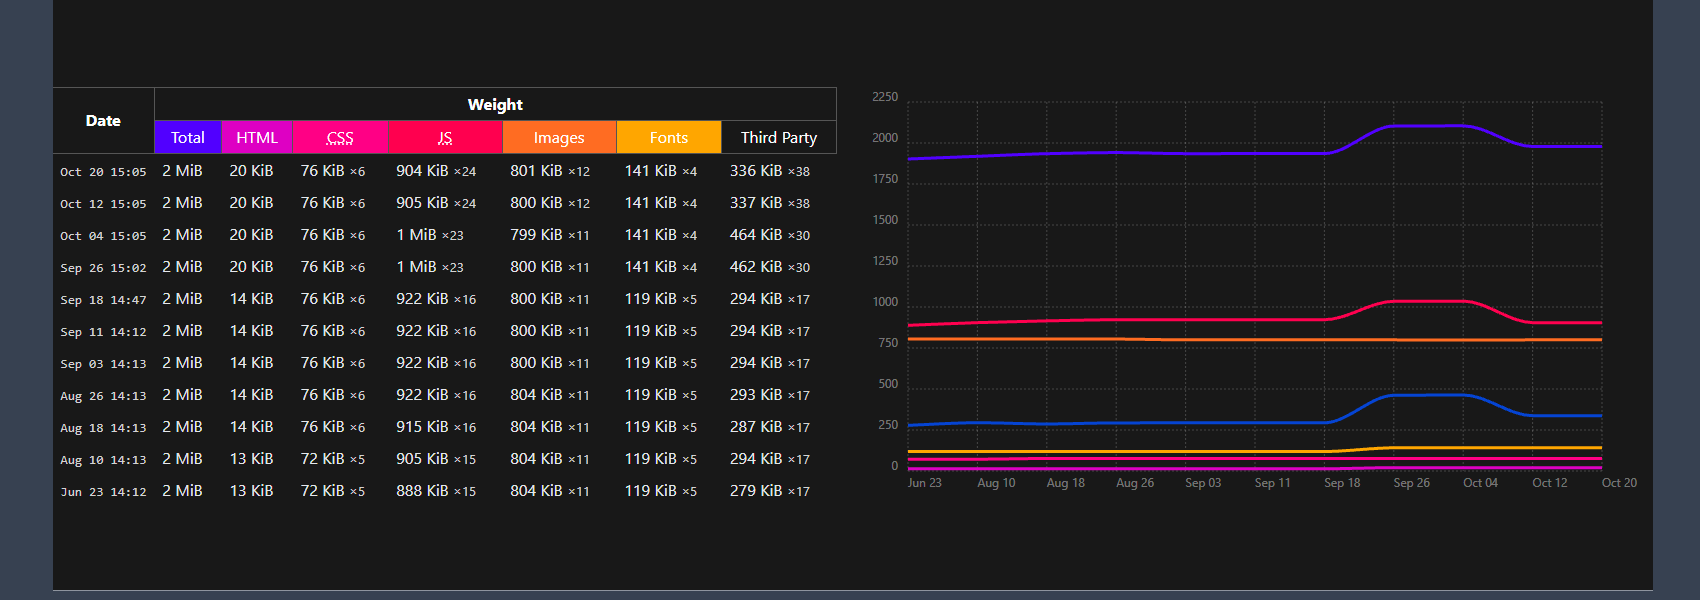 Date Weight
Total HTML CSS JS Images Fonts Third Party
Oct 20 15:05 2 MiB 20 KiB 76 KiB ×6 904 KiB ×24 801 KiB ×12 141 KiB ×4 336 KiB ×38
Oct 12 15:05 2 MiB 20 KiB 76 KiB ×6 905 KiB ×24 800 KiB ×12 141 KiB ×4 337 KiB ×38
Oct 04 15:05 2 MiB 20 KiB 76 KiB ×6 1 MiB ×23 799 KiB ×11 141 KiB ×4 464 KiB ×30
Sep 26 15:02 2 MiB 20 KiB 76 KiB ×6 1 MiB ×23 800 KiB ×11 141 KiB ×4 462 KiB ×30
Sep 18 14:47 2 MiB 14 KiB 76 KiB ×6 922 KiB ×16 800 KiB ×11 119 KiB ×5 294 KiB ×17
Sep 11 14:12 2 MiB 14 KiB 76 KiB ×6 922 KiB ×16 800 KiB ×11 119 KiB ×5 294 KiB ×17
Sep 03 14:13 2 MiB 14 KiB 76 KiB ×6 922 KiB ×16 800 KiB ×11 119 KiB ×5 294 KiB ×17
Aug 26 14:13 2 MiB 14 KiB 76 KiB ×6 922 KiB ×16 804 KiB ×11 119 KiB ×5 293 KiB ×17
Aug 18 14:13 2 MiB 14 KiB 76 KiB ×6 915 KiB ×16 804 KiB ×11 119 KiB ×5 287 KiB ×17
Aug 10 14:13 2 MiB 13 KiB 72 KiB ×5 905 KiB ×15 804 KiB ×11 119 KiB ×5 294 KiB ×17
Jun 23 14:12 2 MiB 13 KiB 72 KiB ×5 888 KiB ×15 804 KiB ×11 119 KiB ×5 279 KiB ×17
2250
2000
1750
1500
1250
1000
750
500
250
0
Jun 23 Aug 10 Aug 18 Aug 26 Sep 03 Sep 11 Sep 18 Sep 26 Oct 04 Oct 12 Oct 20